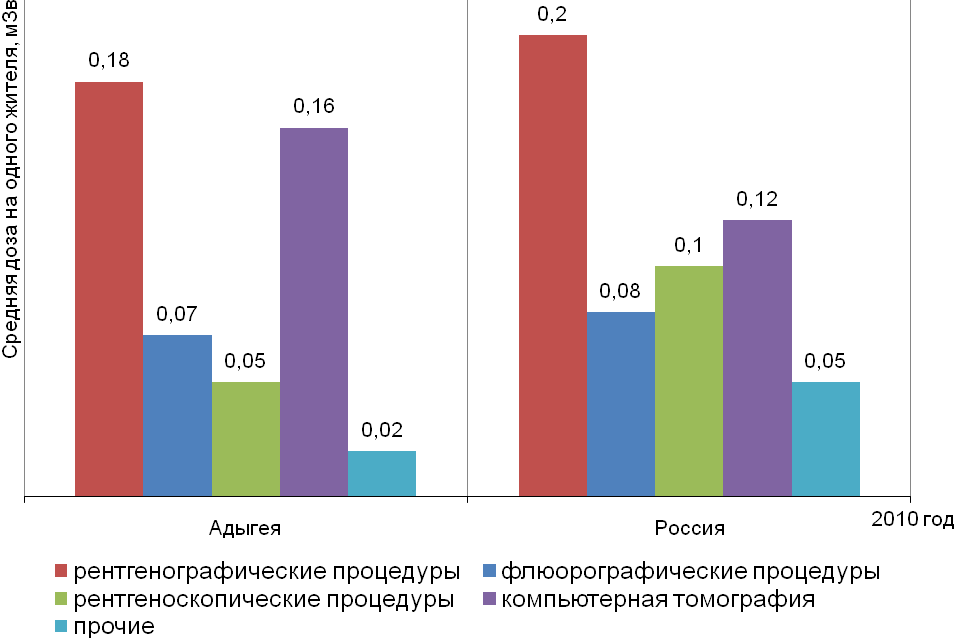 Средняя доза на одного жителя, мЗв
0,18
0,07
0,05
0,16
0,02
0,2
0,08
0,1
0,12
0,05
Адыгея
Россия
2010 год
рентгенографические процедуры
флюорографические процедуры
рентгеноскопические процедуры
компьютерная томография
прочие